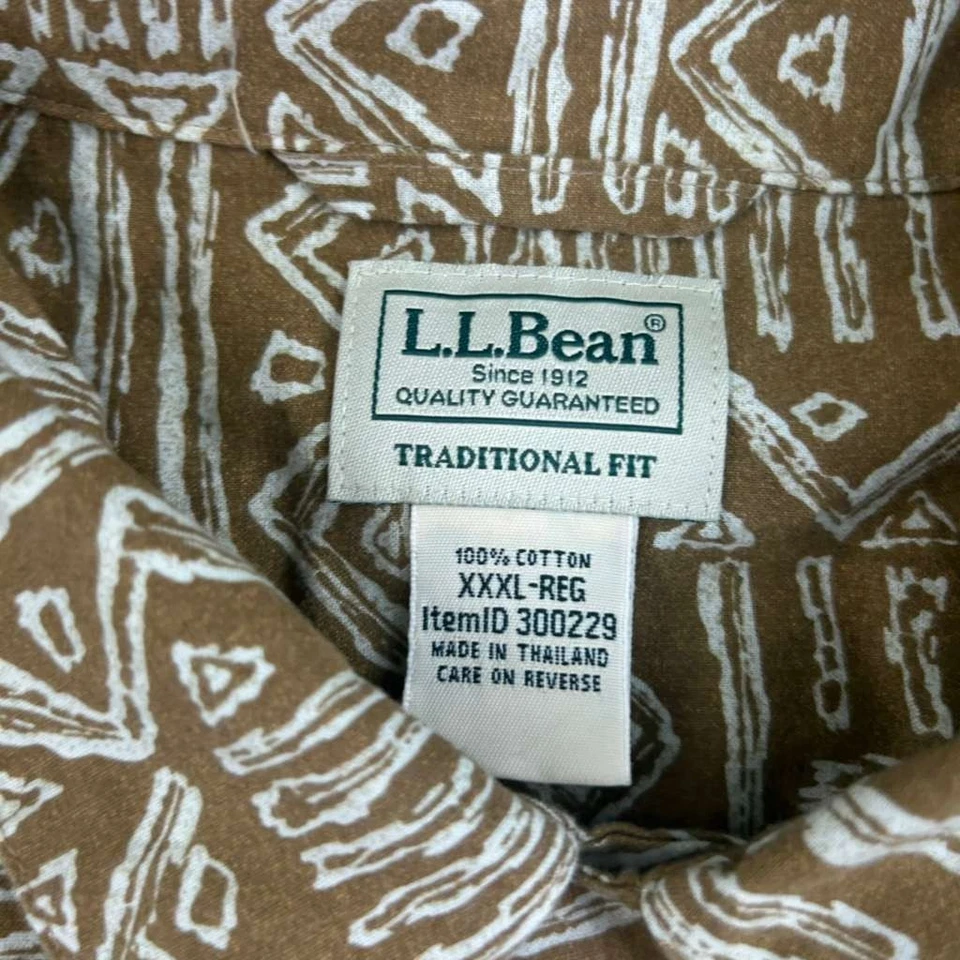 L.L.Bean®
Since 1912
QUALITY GUARANTEED
TRADITIONAL FIT
100% COTTON
XXXL-REG
ItemID 300229
MADE IN THAILAND
CARE ON REVERSE